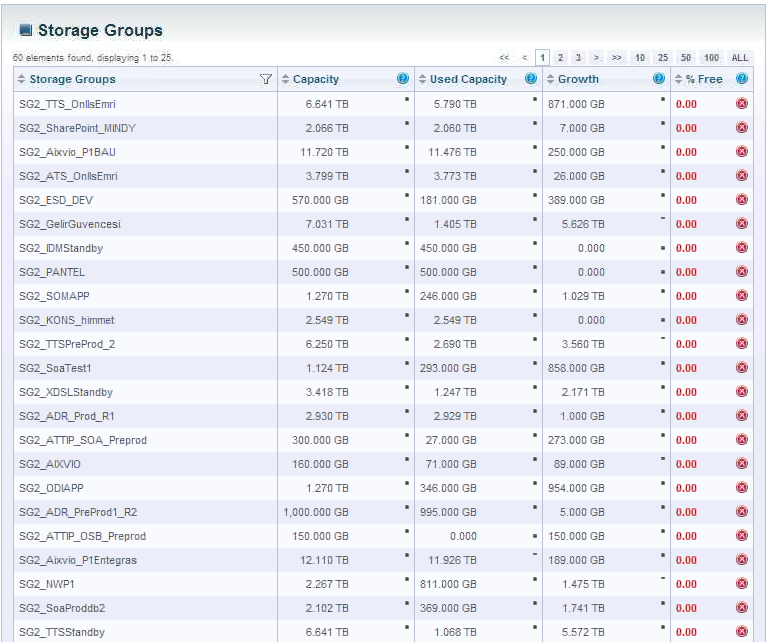 Storage Groups
60 elements found, displaying 1 to 25.
<< < 1 2 3 > >> 10 25 50 100 ALL
Storage Groups Capacity ? Used Capacity ? Growth ? % Free ?
SG2_TTS_OnlIsEmri 6.641 TB 5.790 TB 871.000 GB 0.00
SG2_SharePoint_MINDY 2.066 TB 2.060 TB 7.000 GB 0.00
SG2_Aixvio_P1BAU 11.720 TB 11.476 TB 250.000 GB 0.00
SG2_ATS_OnlIsEmri 3.799 TB 3.773 TB 26.000 GB 0.00
SG2_ESD_DEV 570.000 GB 181.000 GB 389.000 GB 0.00
SG2_GelirGuvencesi 7.031 TB 1.405 TB 5.626 TB 0.00
SG2_IDMStandby 450.000 GB 450.000 GB 0.000 0.00
SG2_PANTEL 500.000 GB 500.000 GB 0.000 0.00
SG2_SOMAPP 1.270 TB 246.000 GB 1.029 TB 0.00
SG2_KONS_himmet 2.549 TB 2.549 TB 0.000 0.00
SG2_TTSPreProd_2 6.250 TB 2.690 TB 3.560 TB 0.00
SG2_SoaTest1 1.124 TB 293.000 GB 858.000 GB 0.00
SG2_XDSLStandby 3.418 TB 1.247 TB 2.171 TB 0.00
SG2_ADR_Prod_R1 2.930 TB 2.929 TB 1.000 GB 0.00
SG2_ATTIP_SOA_Preprod 300.000 GB 27.000 GB 273.000 GB 0.00
SG2_AIXVIO 160.000 GB 71.000 GB 89.000 GB 0.00
SG2_ODIAPP 1.270 TB 346.000 GB 954.000 GB 0.00
SG2_ADR_PreProd1_R2 1,000.000 GB 995.000 GB 5.000 GB 0.00
SG2_ATTIP_OSB_Preprod 150.000 GB 0.000 150.000 GB 0.00
SG2_Aixvio_P1Entegras 12.110 TB 11.926 TB 189.000 GB 0.00
SG2_NWP1 2.267 TB 811.000 GB 1.475 TB 0.00
SG2_SoaProddb2 2.102 TB 369.000 GB 1.741 TB 0.00
SG2_TTSStandby 6.641 TB 1.068 TB 5.572 TB 0.00